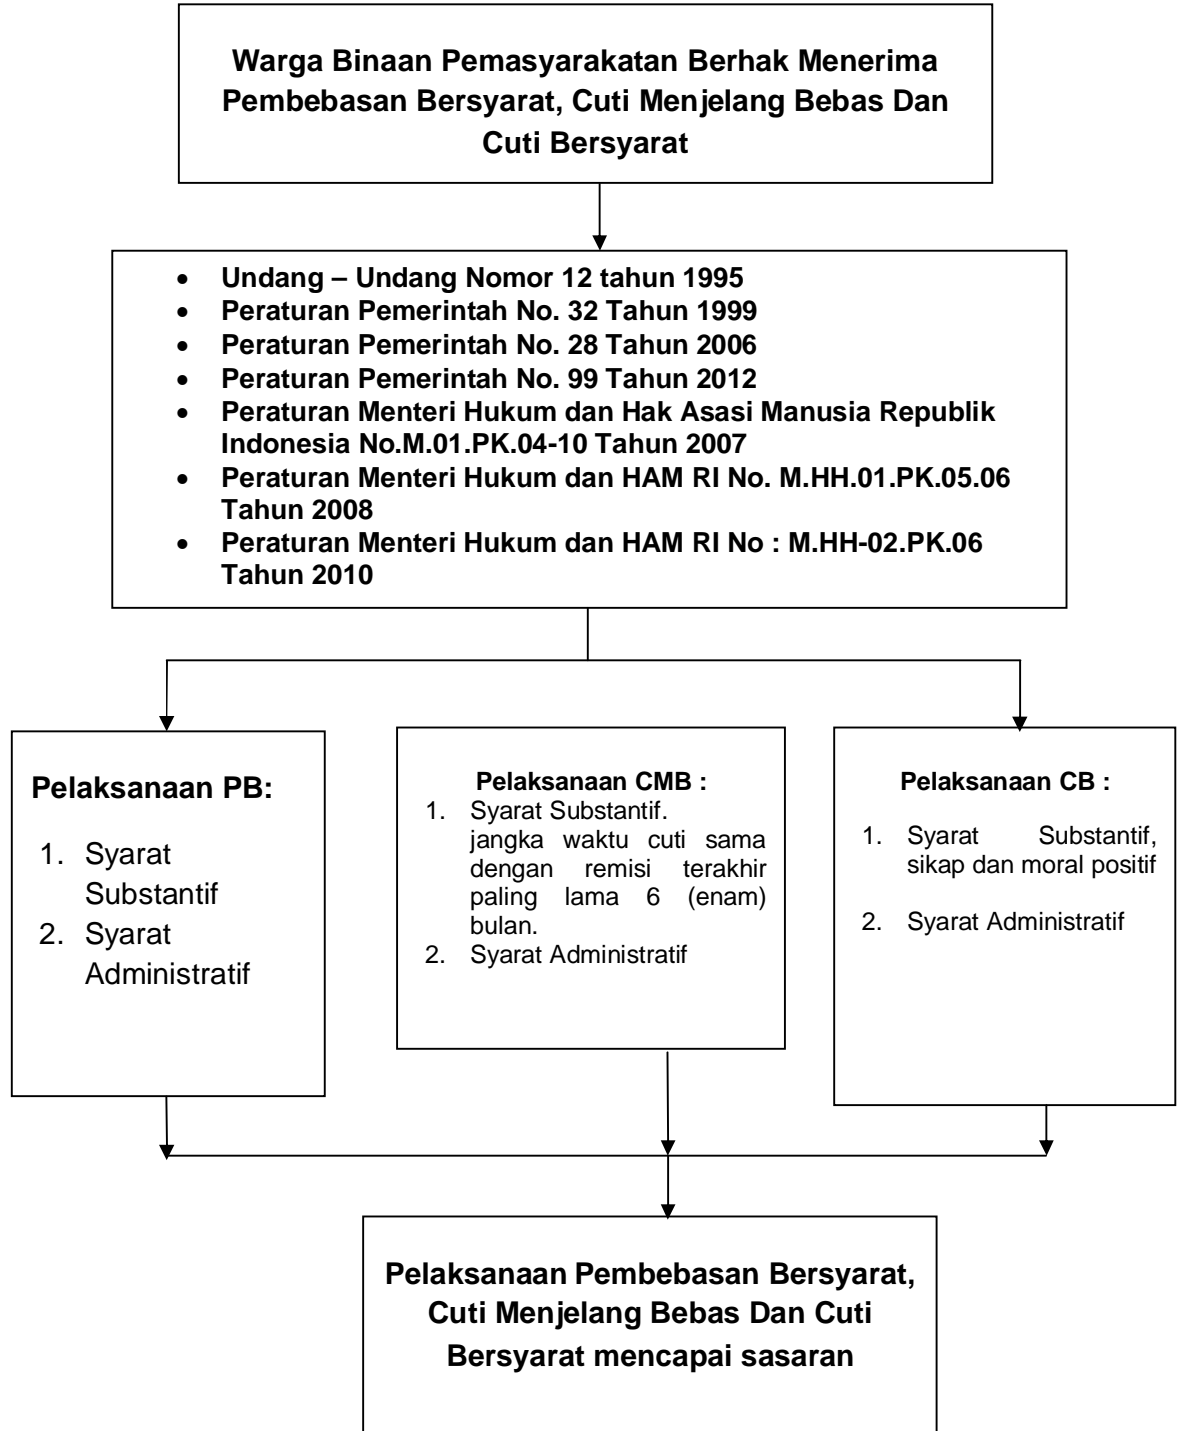 Warga Binaan Pemasyarakatan Berhak Menerima
Pembebasan Bersyarat, Cuti Menjelang Bebas Dan
Cuti Bersyarat
• Undang – Undang Nomor 12 tahun 1995
• Peraturan Pemerintah No. 32 Tahun 1999
• Peraturan Pemerintah No. 28 Tahun 2006
• Peraturan Pemerintah No. 99 Tahun 2012
• Peraturan Menteri Hukum dan Hak Asasi Manusia Republik
Indonesia No.M.01.PK.04-10 Tahun 2007
• Peraturan Menteri Hukum dan HAM RI No. M.HH.01.PK.05.06
Tahun 2008
• Peraturan Menteri Hukum dan HAM RI No : M.HH-02.PK.06
Tahun 2010
Pelaksanaan PB:
1. Syarat
Substantif
2. Syarat
Administratif
Pelaksanaan CMB :
1. Syarat Substantif.
jangka waktu cuti sama
dengan remisi terakhir
paling lama 6 (enam)
bulan.
2. Syarat Administratif
Pelaksanaan CB :
1. Syarat Substantif,
sikap dan moral positif
2. Syarat Administratif
Pelaksanaan Pembebasan Bersyarat,
Cuti Menjelang Bebas Dan Cuti
Bersyarat mencapai sasaran